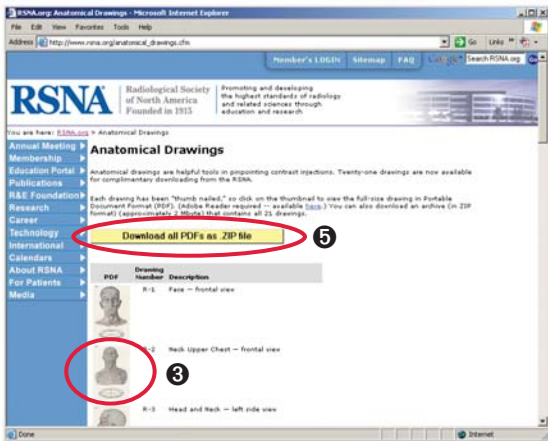 RSNA.org: Anatomical Drawings - Microsoft Internet Explorer
File Edit View Favorites Tools Help
Address http://www.rsna.org/anatomical_drawings.cfm Go Links
Member's LOGIN Sitemap FAQ Search RSNA.org Go
RSNA
Radiological Society
of North America
Founded in 1915
Promoting and developing
the highest standards of radiology
and related sciences through
education and research
You are here: RSNA.org > Anatomical Drawings
Annual Meeting
Membership
Education Portal
Publications
R&E Foundation
Research
Career
Technology
International
Calendars
About RSNA
For Patients
Media
Anatomical Drawings
Anatomical drawings are helpful tools in pinpointing contrast injections. Twenty-one drawings are now available
for complimentary downloading from the RSNA.
Each drawing has been "thumb nailed," so click on the thumbnail to view the full-size drawing in Portable
Document Format (PDF). (Adobe Reader required -- available here.) You can also download an archive (in ZIP
format) (approximately 2 Mbyte) that contains all 21 drawings.
Download all PDFs as .ZIP file
5
PDF Drawing Number Description
R-1 Face — frontal view
R-2 Neck Upper Chest — frontal view
3
R-3 Head and Neck — left side view
Done Internet